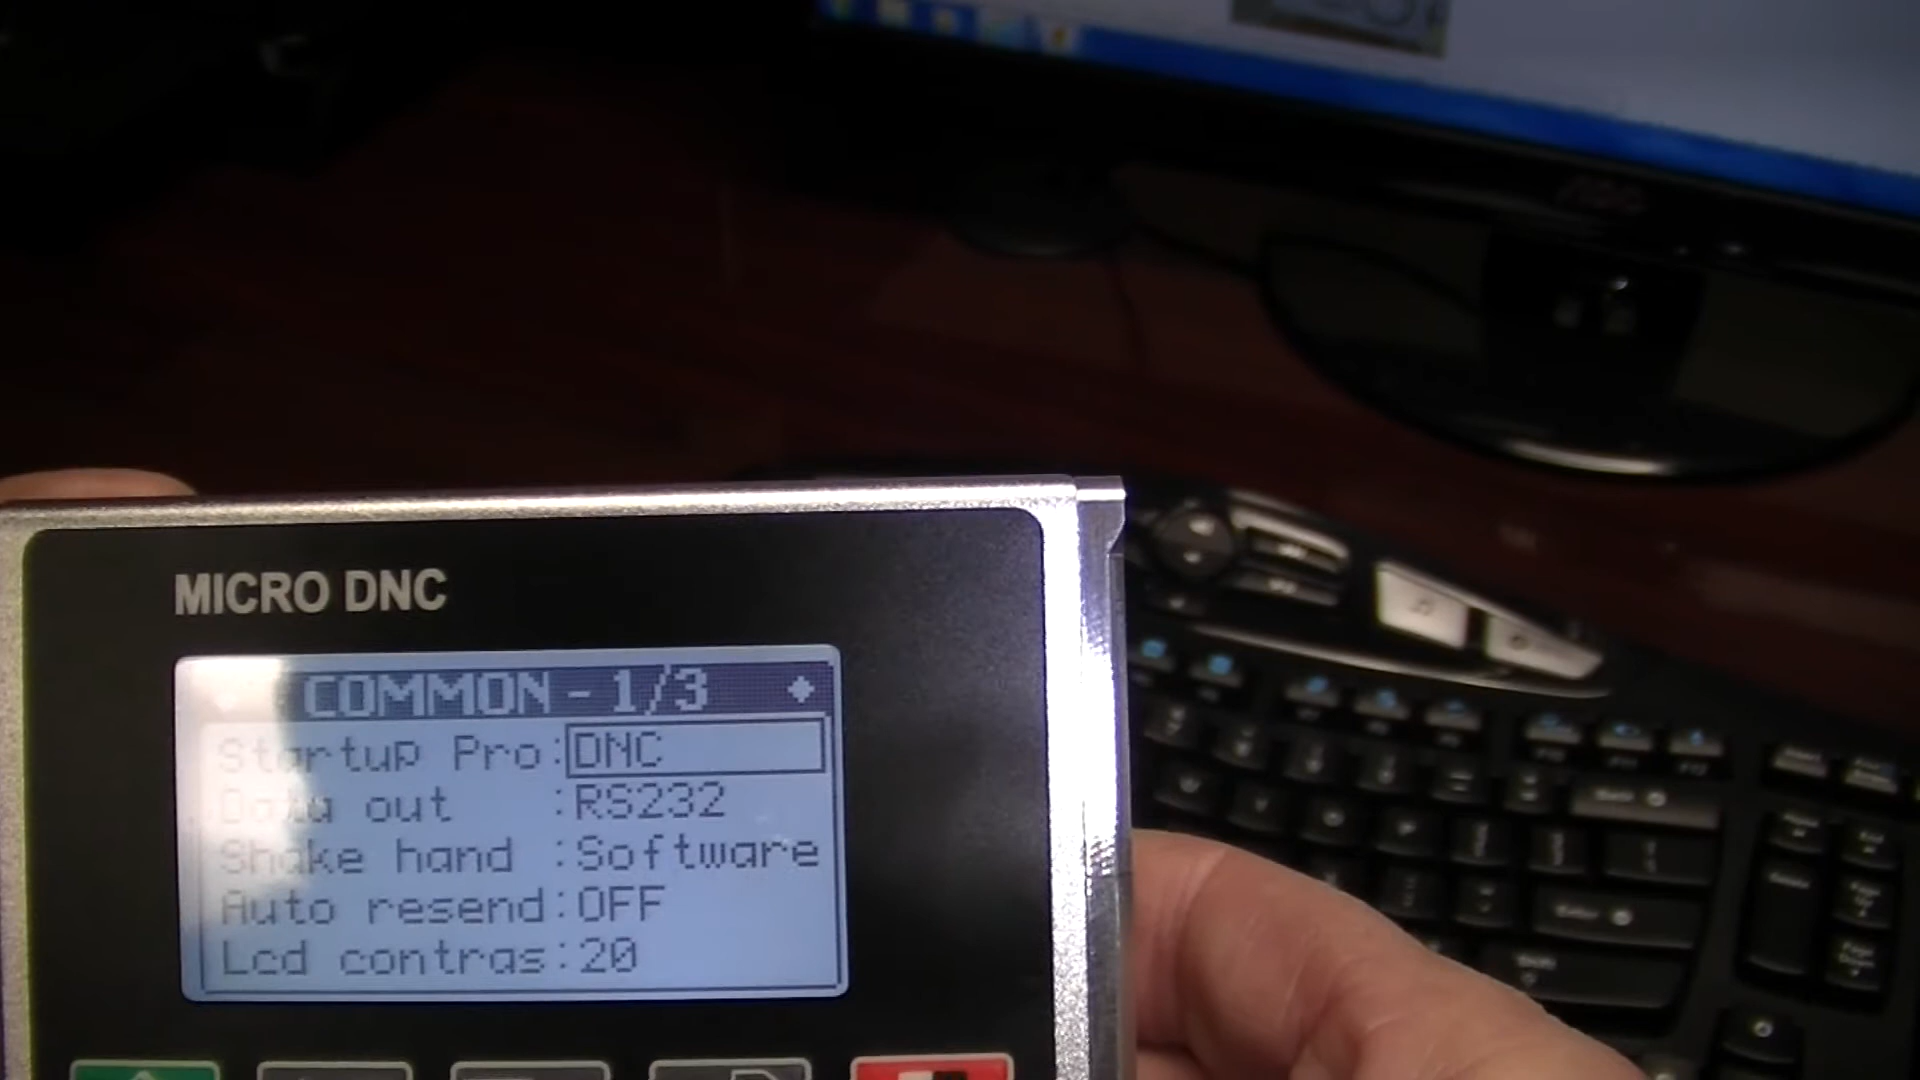 MICRO DNC
COMMON - 1/3
Startup Pro:DNC
Data out :RS232
Shake hand :Software
Auto resend:OFF
Lcd contras:20